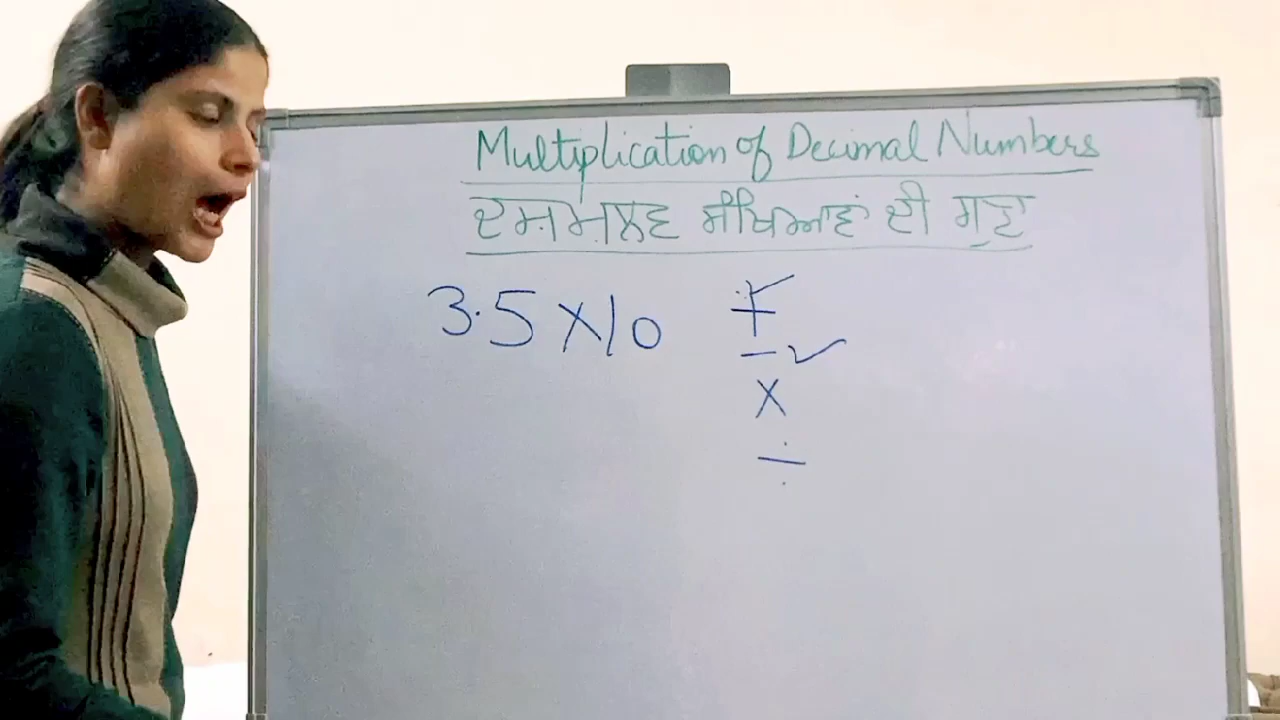 Multiplication of Decimal Numbers
ਦਸ਼ਮਲਵ ਸੰਖਿਆਵਾਂ ਦੀ ਗੁਣਾ
3.5 × 10
+ ✓
− ✓
×
÷